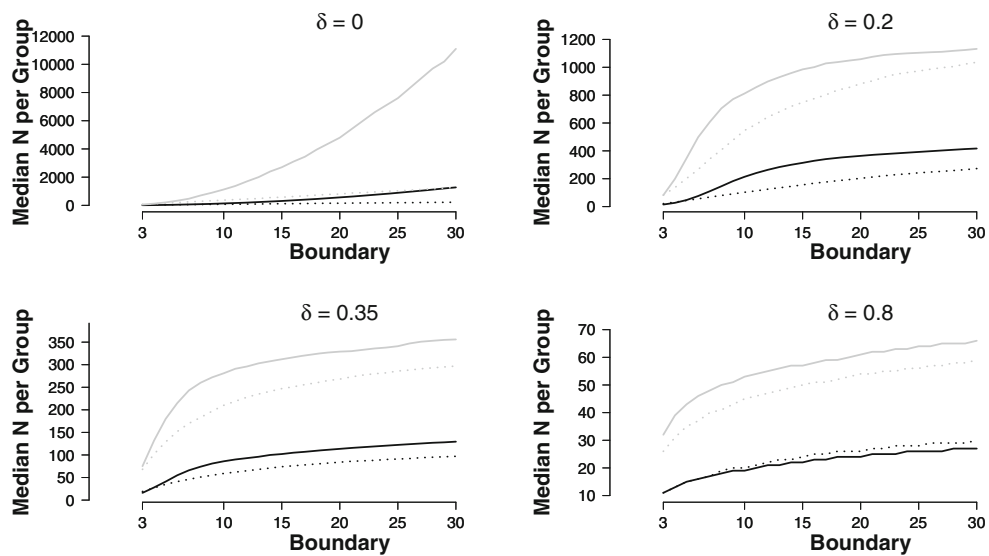 δ = 0
Median N per Group
12000
10000
8000
6000
4000
2000
0
3 10 15 20 25 30
Boundary
δ = 0.2
Median N per Group
1200
1000
800
600
400
200
0
3 10 15 20 25 30
Boundary
δ = 0.35
Median N per Group
350
300
250
200
150
100
50
0
3 10 15 20 25 30
Boundary
δ = 0.8
Median N per Group
70
60
50
40
30
20
10
3 10 15 20 25 30
Boundary